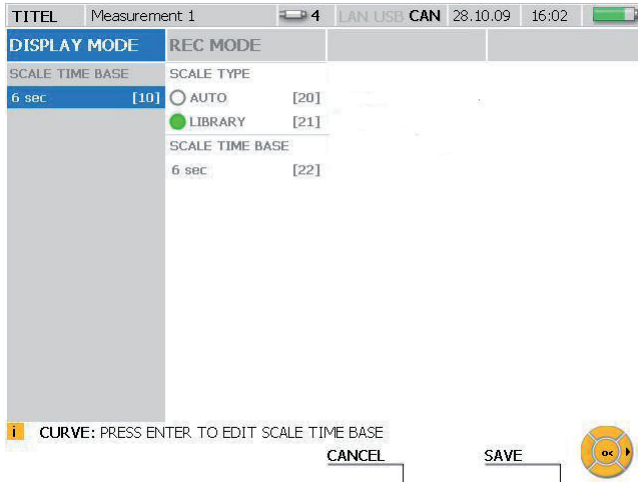 TITEL Measurement 1 4 LAN USB CAN 28.10.09 16:02
DISPLAY MODE REC MODE
SCALE TIME BASE SCALE TYPE
6 sec [10] AUTO [20]
LIBRARY [21]
SCALE TIME BASE
6 sec [22]
i CURVE: PRESS ENTER TO EDIT SCALE TIME BASE
CANCEL SAVE OK